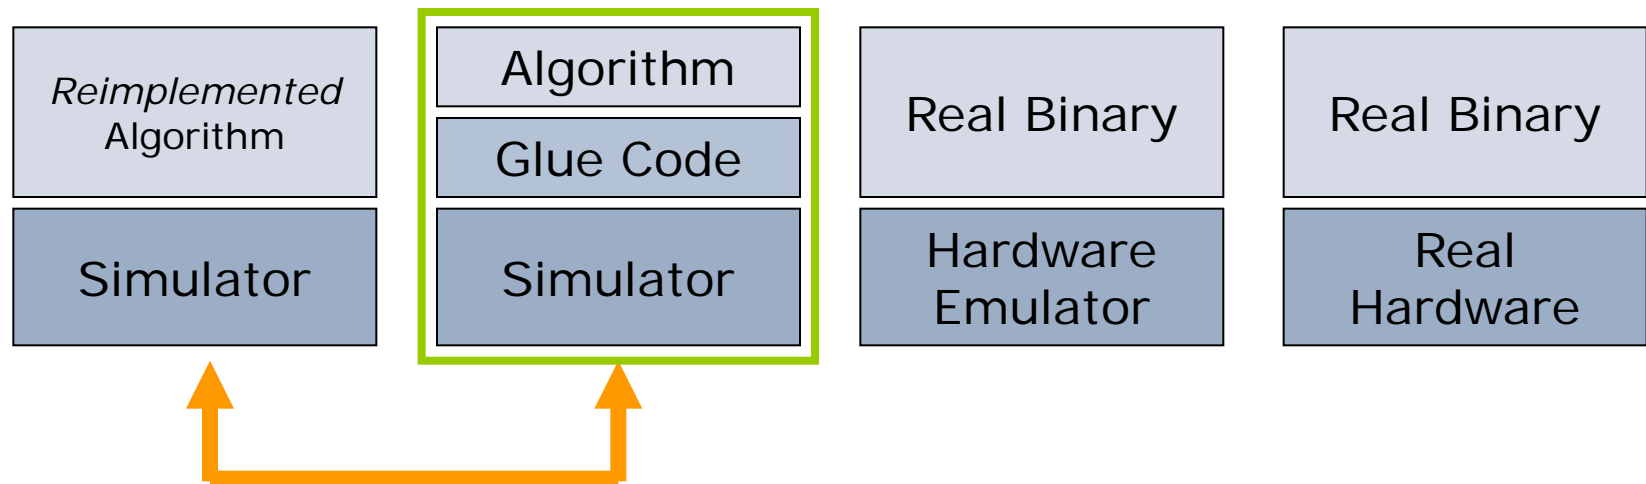 Reimplemented
Algorithm
Simulator
Algorithm
Glue Code
Simulator
Real Binary
Hardware
Emulator
Real Binary
Real
Hardware